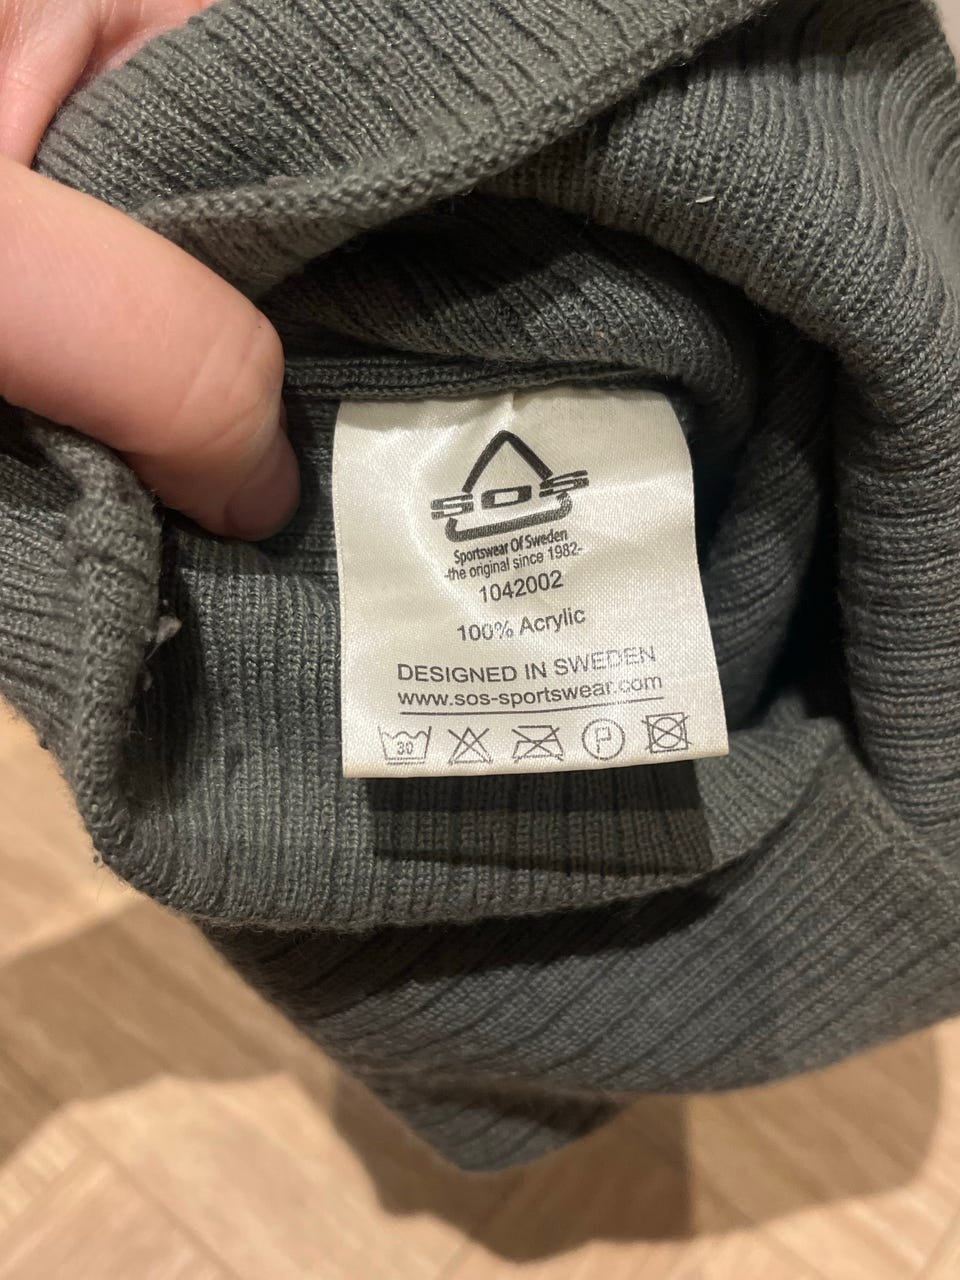 SOS
Sportswear Of Sweden
-the original since 1982-
1042002
100% Acrylic
DESIGNED IN SWEDEN
www.sos-sportswear.com
30 P